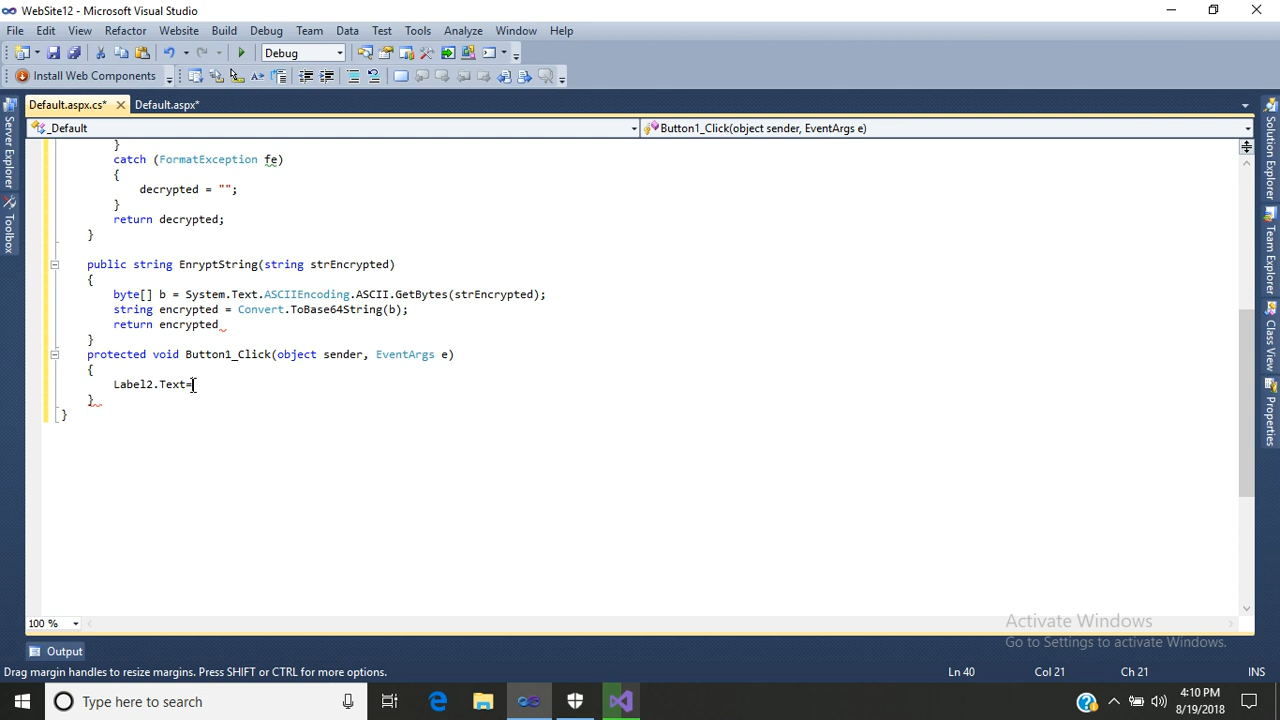 WebSite12 - Microsoft Visual Studio
File Edit View Refactor Website Build Debug Team Data Tools Test Analyze Window Help
Debug
Install Web Components
Default.aspx.cs* Default.aspx*
_Default Button1_Click(object sender, EventArgs e)
}
catch (FormatException fe)
{
decrypted = "";
}
return decrypted;
}
public string EnryptString(string strEncrypted)
{
byte[] b = System.Text.ASCIIEncoding.ASCII.GetBytes(strEncrypted);
string encrypted = Convert.ToBase64String(b);
return encrypted
}
protected void Button1_Click(object sender, EventArgs e)
{
Label2.Text=
}
}
Server Explorer
Toolbox
Solution Explorer
Team Explorer
Class View
Properties
100 %
Activate Windows
Go to Settings to activate Windows.
Output
Drag margin handles to resize margins. Press SHIFT or CTRL for more options. Ln 40 Col 21 Ch 21 INS
Type here to search
4:10 PM
8/19/2018